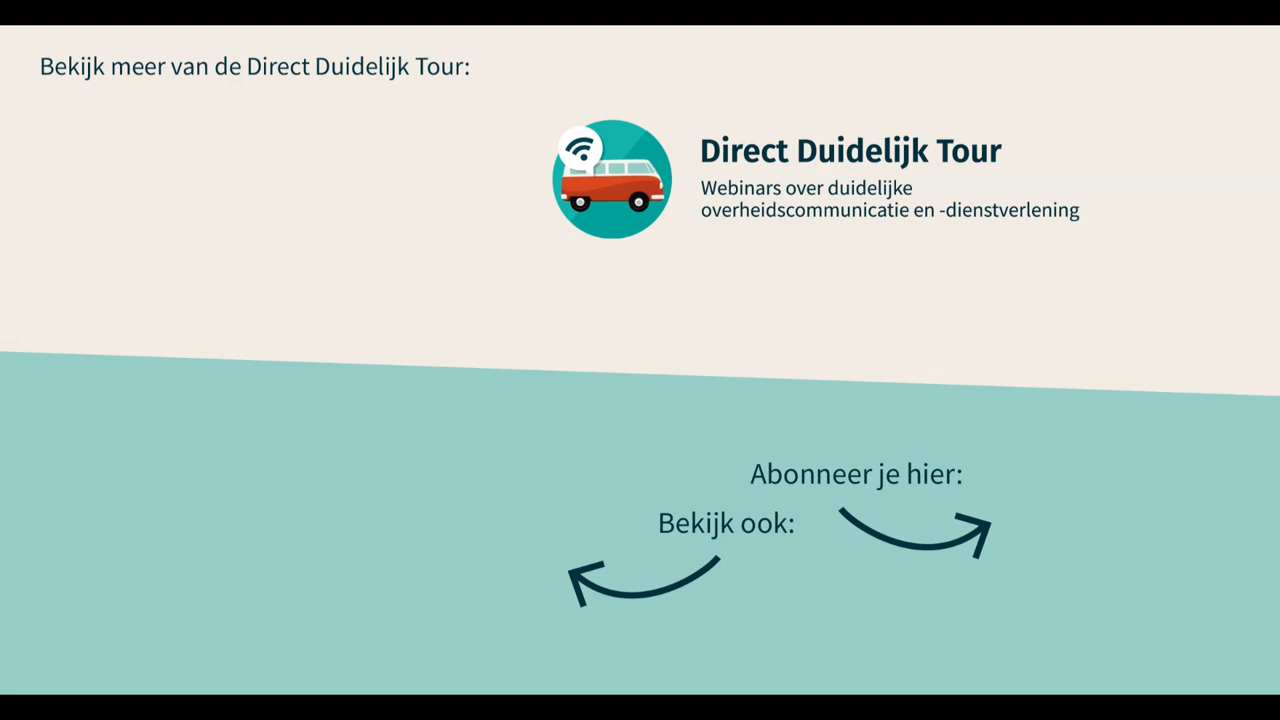 Bekijk meer van de Direct Duidelijk Tour:
Direct Duidelijk Tour
Webinars over duidelijke
overheidscommunicatie en -dienstverlening
Abonneer je hier:
Bekijk ook: